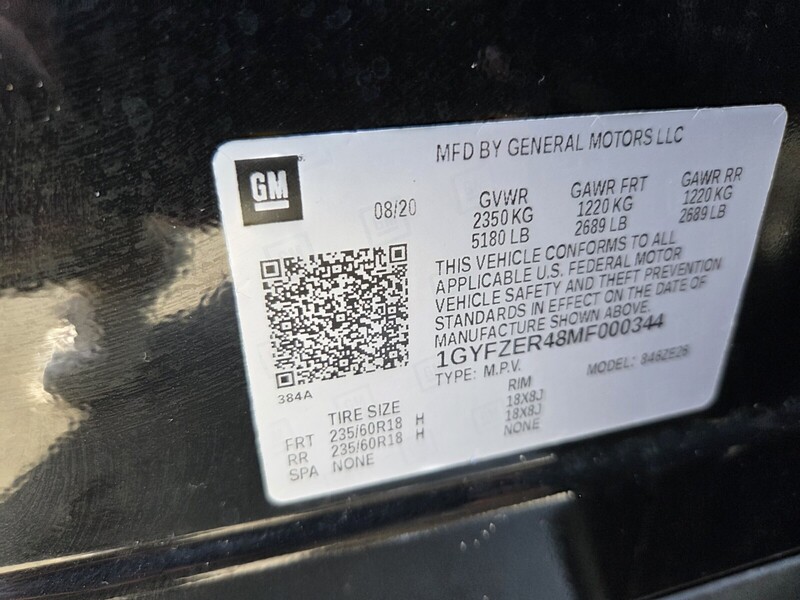 GM
MFD BY GENERAL MOTORS LLC
08/20
GVWR GAWR FRT GAWR RR
2350 KG 1220 KG 1220 KG
5180 LB 2689 LB 2689 LB
THIS VEHICLE CONFORMS TO ALL
APPLICABLE U.S. FEDERAL MOTOR
VEHICLE SAFETY AND THEFT PREVENTION
STANDARDS IN EFFECT ON THE DATE OF
MANUFACTURE SHOWN ABOVE.
1GYFZER48MF000344
TYPE: M.P.V. MODEL:
384A
TIRE SIZE RIM
FRT 235/60R18 H 18X8J
RR 235/60R18 H 18X8J
SPA NONE NONE